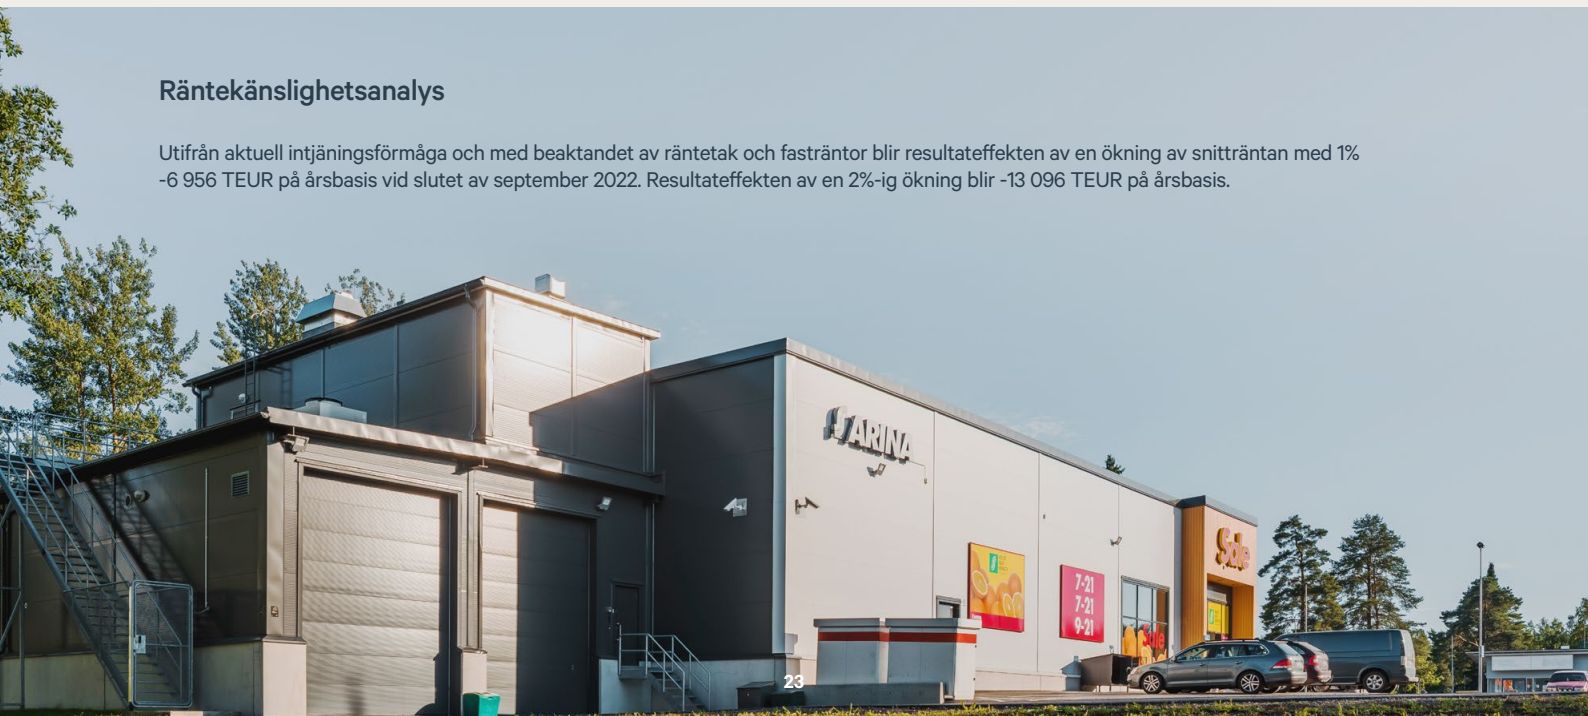 Räntekänslighetsanalys
Utifrån aktuell intjäningsförmåga och med beaktandet av räntetak och fasträntor blir resultateffekten av en ökning av snitträntan med 1%
-6 956 TEUR på årsbasis vid slutet av september 2022. Resultateffekten av en 2%-ig ökning blir -13 096 TEUR på årsbasis.
ARINA
Sale
7-21
7-21
9-21
Sale
23